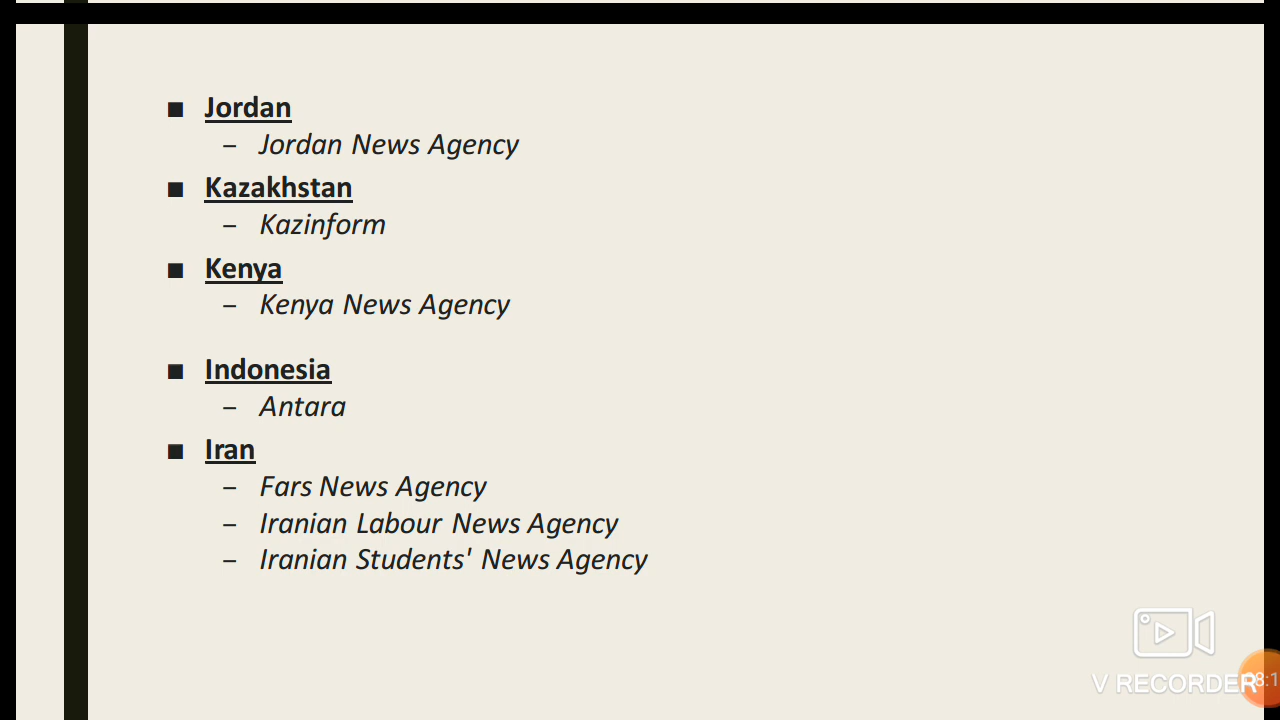 ■ Jordan
– Jordan News Agency
■ Kazakhstan
– Kazinform
■ Kenya
– Kenya News Agency
■ Indonesia
– Antara
■ Iran
– Fars News Agency
– Iranian Labour News Agency
– Iranian Students' News Agency
V RECORDER